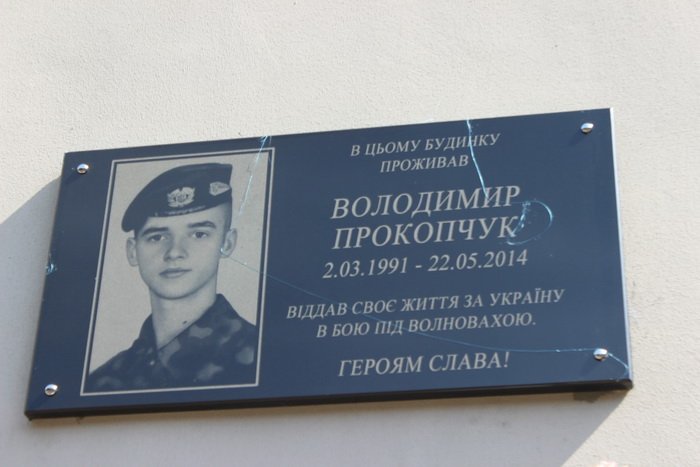 В ЦЬОМУ БУДИНКУ
ПРОЖИВАВ
ВОЛОДИМИР
ПРОКОПЧУК
2.03.1991 - 22.05.2014
ВІДДАВ СВОЄ ЖИТТЯ ЗА УКРАЇНУ
В БОЮ ПІД ВОЛНОВАХОЮ.
ГЕРОЯМ СЛАВА!